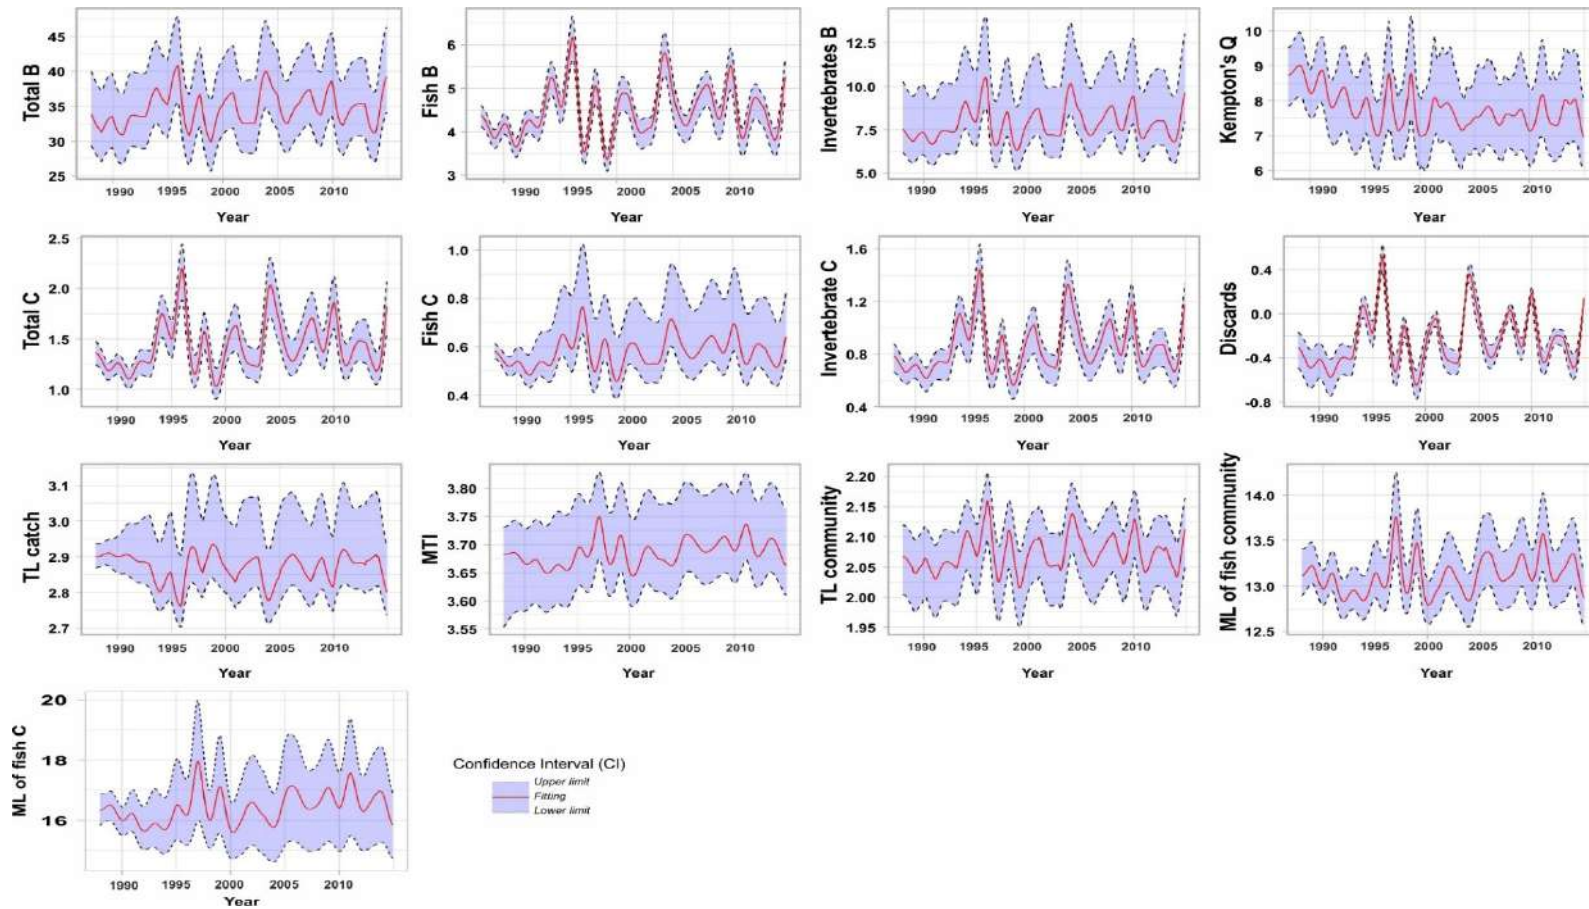 Total B
45
40
35
30
25
1990 1995 2000 2005 2010
Year
Fish B
6
5
4
3
1990 1995 2000 2005 2010
Year
Invertebrates B
12.5
10.0
7.5
5.0
1990 1995 2000 2005 2010
Year
Kempton's Q
10
9
8
7
6
1990 1995 2000 2005 2010
Year
Total C
2.5
2.0
1.5
1.0
1990 1995 2000 2005 2010
Year
Fish C
1.0
0.8
0.6
0.4
1990 1995 2000 2005 2010
Year
Invertebrate C
1.6
1.2
0.8
0.4
1990 1995 2000 2005 2010
Year
Discards
0.4
0.0
-0.4
-0.8
1990 1995 2000 2005 2010
Year
TL catch
3.1
3.0
2.9
2.8
2.7
1990 1995 2000 2005 2010
Year
MTI
3.80
3.75
3.70
3.65
3.60
3.55
1990 1995 2000 2005 2010
Year
TL community
2.20
2.15
2.10
2.05
2.00
1.95
1990 1995 2000 2005 2010
Year
ML of fish community
14.0
13.5
13.0
12.5
1990 1995 2000 2005 2010
Year
ML of fish C
20
18
16
1990 1995 2000 2005 2010
Year
Confidence Interval (CI)
Upper limit
Fitting
Lower limit